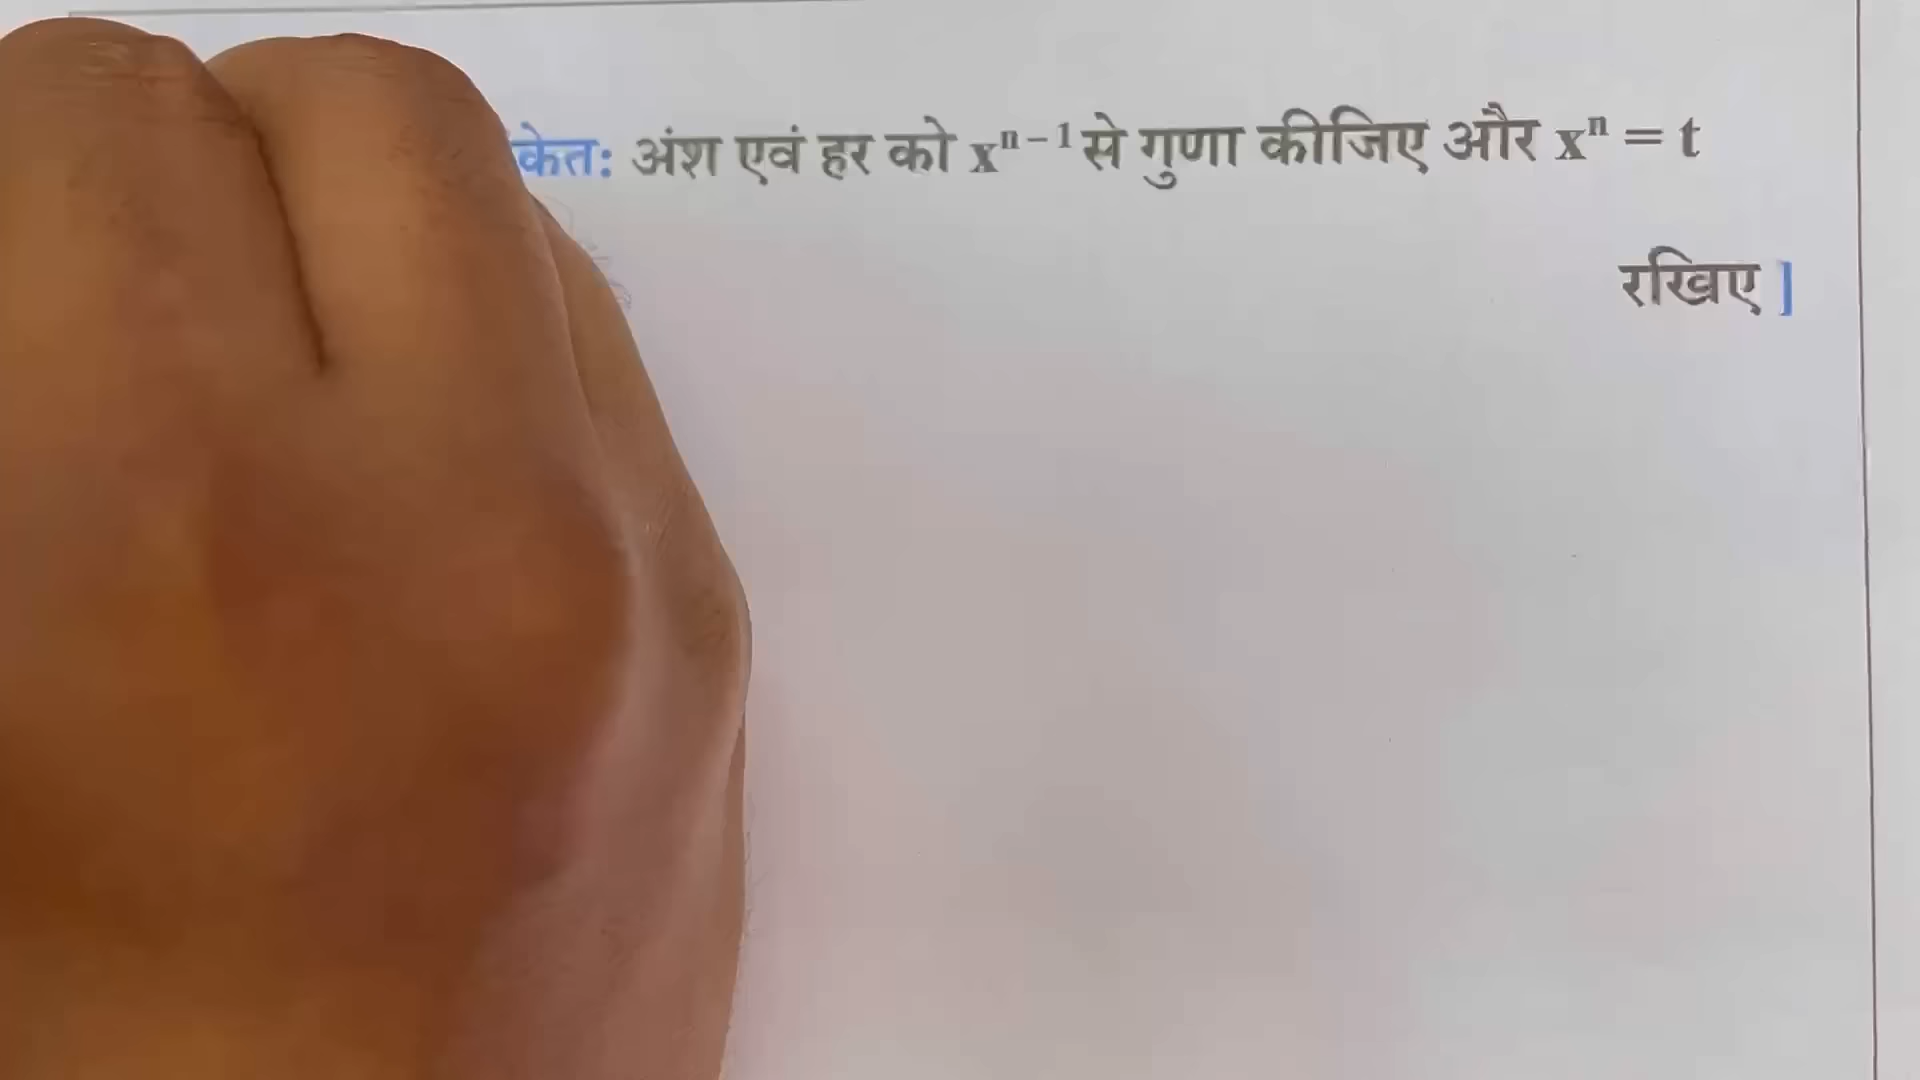 अंश एवं हर को xⁿ⁻¹ से गुणा कीजिए और xⁿ = t
रखिए ]